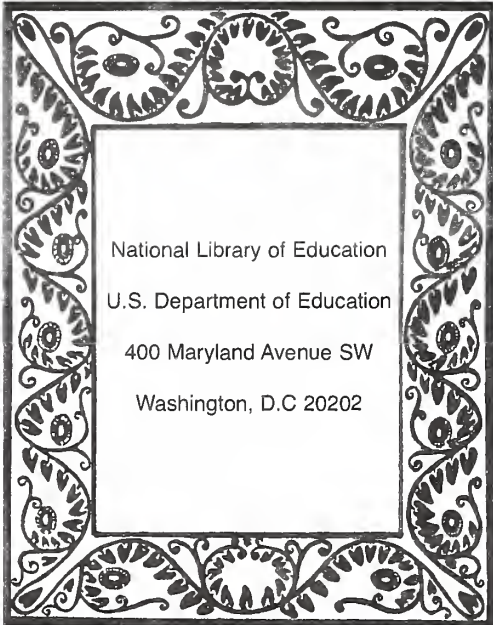 National Library of Education
U.S. Department of Education
400 Maryland Avenue SW
Washington, D.C 20202